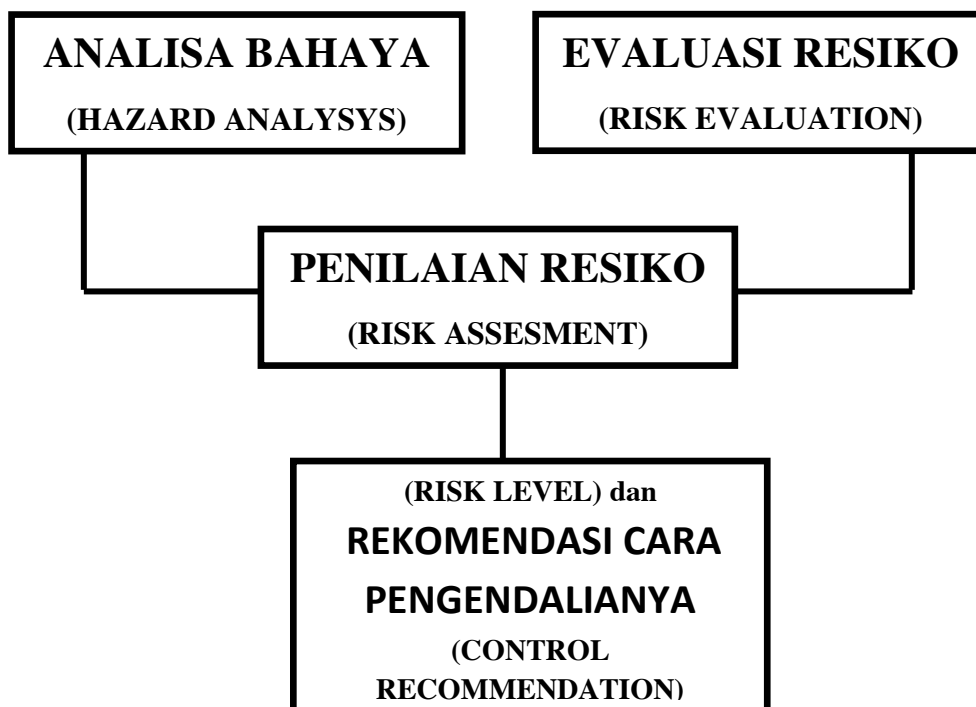 ANALISA BAHAYA
(HAZARD ANALYSYS)
EVALUASI RESIKO
(RISK EVALUATION)
PENILAIAN RESIKO
(RISK ASSESMENT)
(RISK LEVEL) dan
REKOMENDASI CARA
PENGENDALIANYA
(CONTROL
RECOMMENDATION)